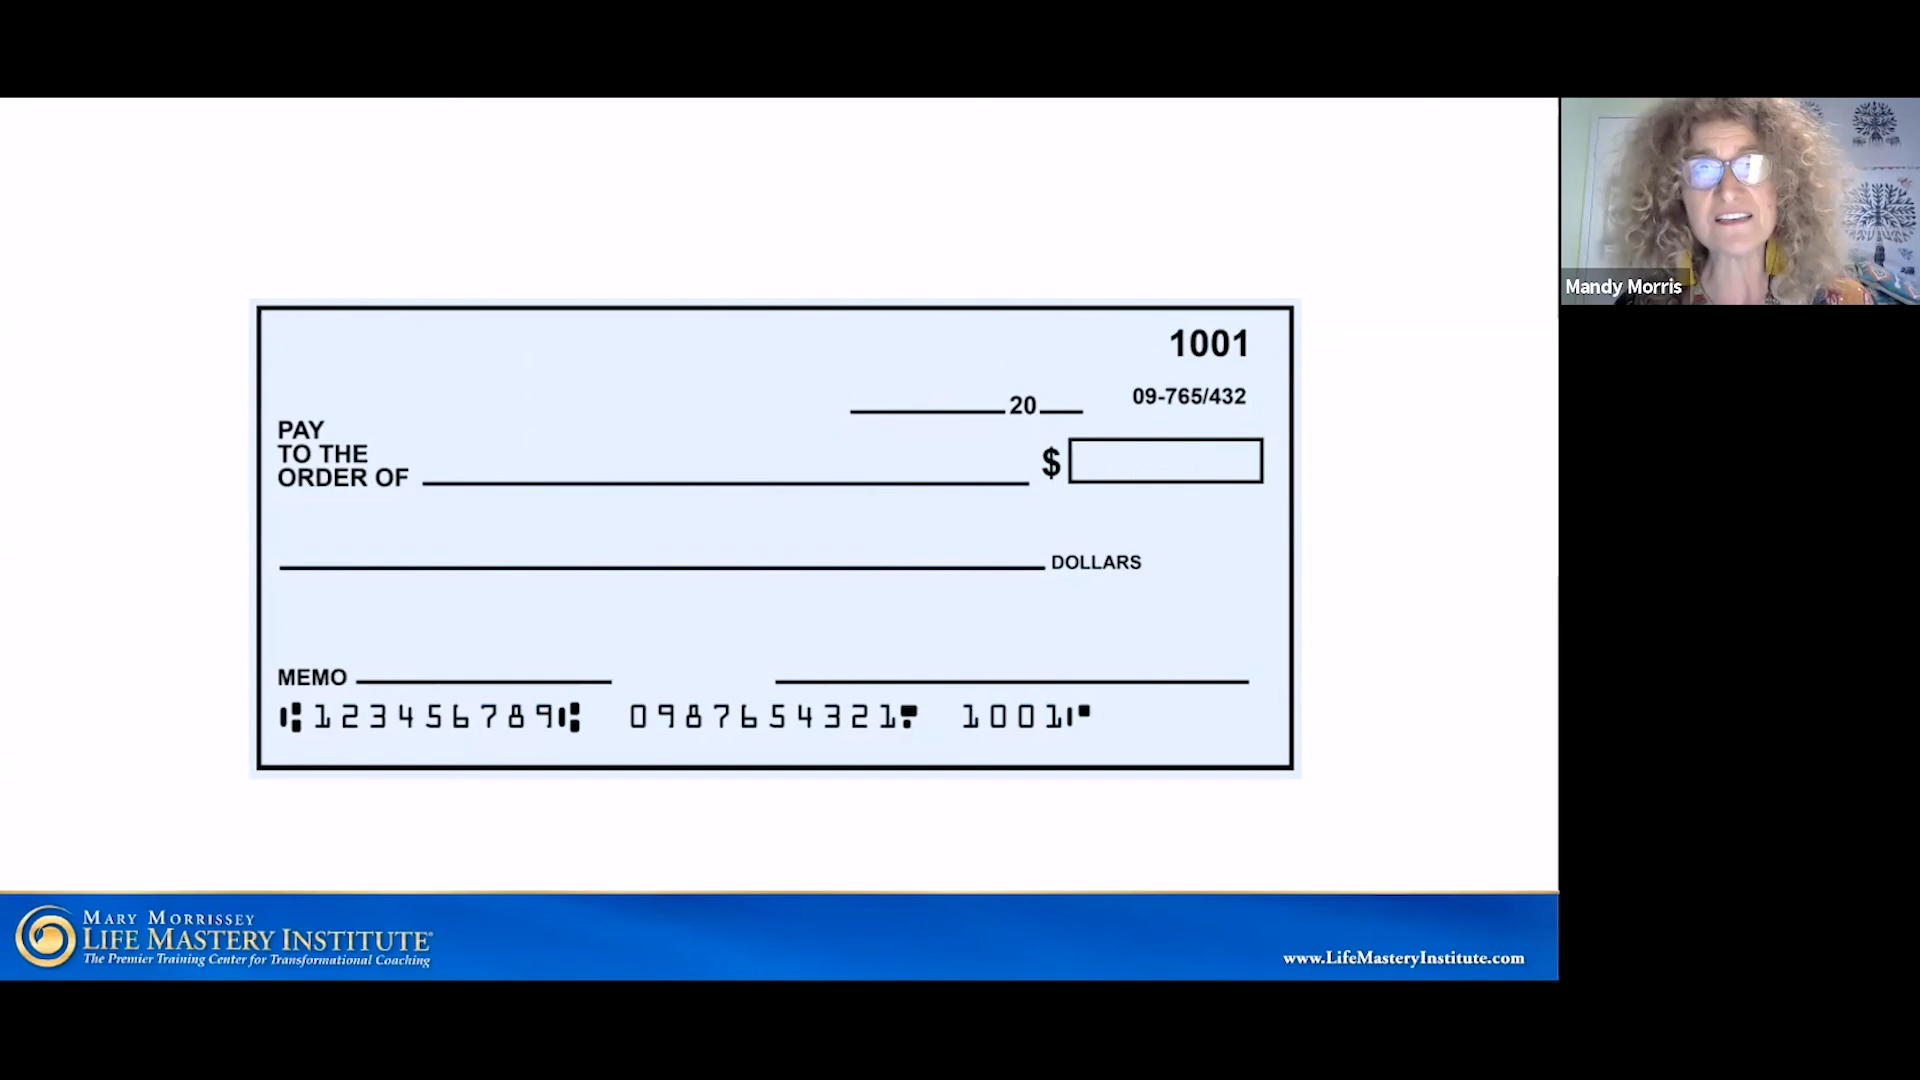 1001
20
09-765/432
PAY
TO THE
ORDER OF
$
DOLLARS
MEMO
123456789 0987654321 1001
Mandy Morris
MARY MORRISSEY
LIFE MASTERY INSTITUTE
The Premier Training Center for Transformational Coaching
www.LifeMasteryInstitute.com